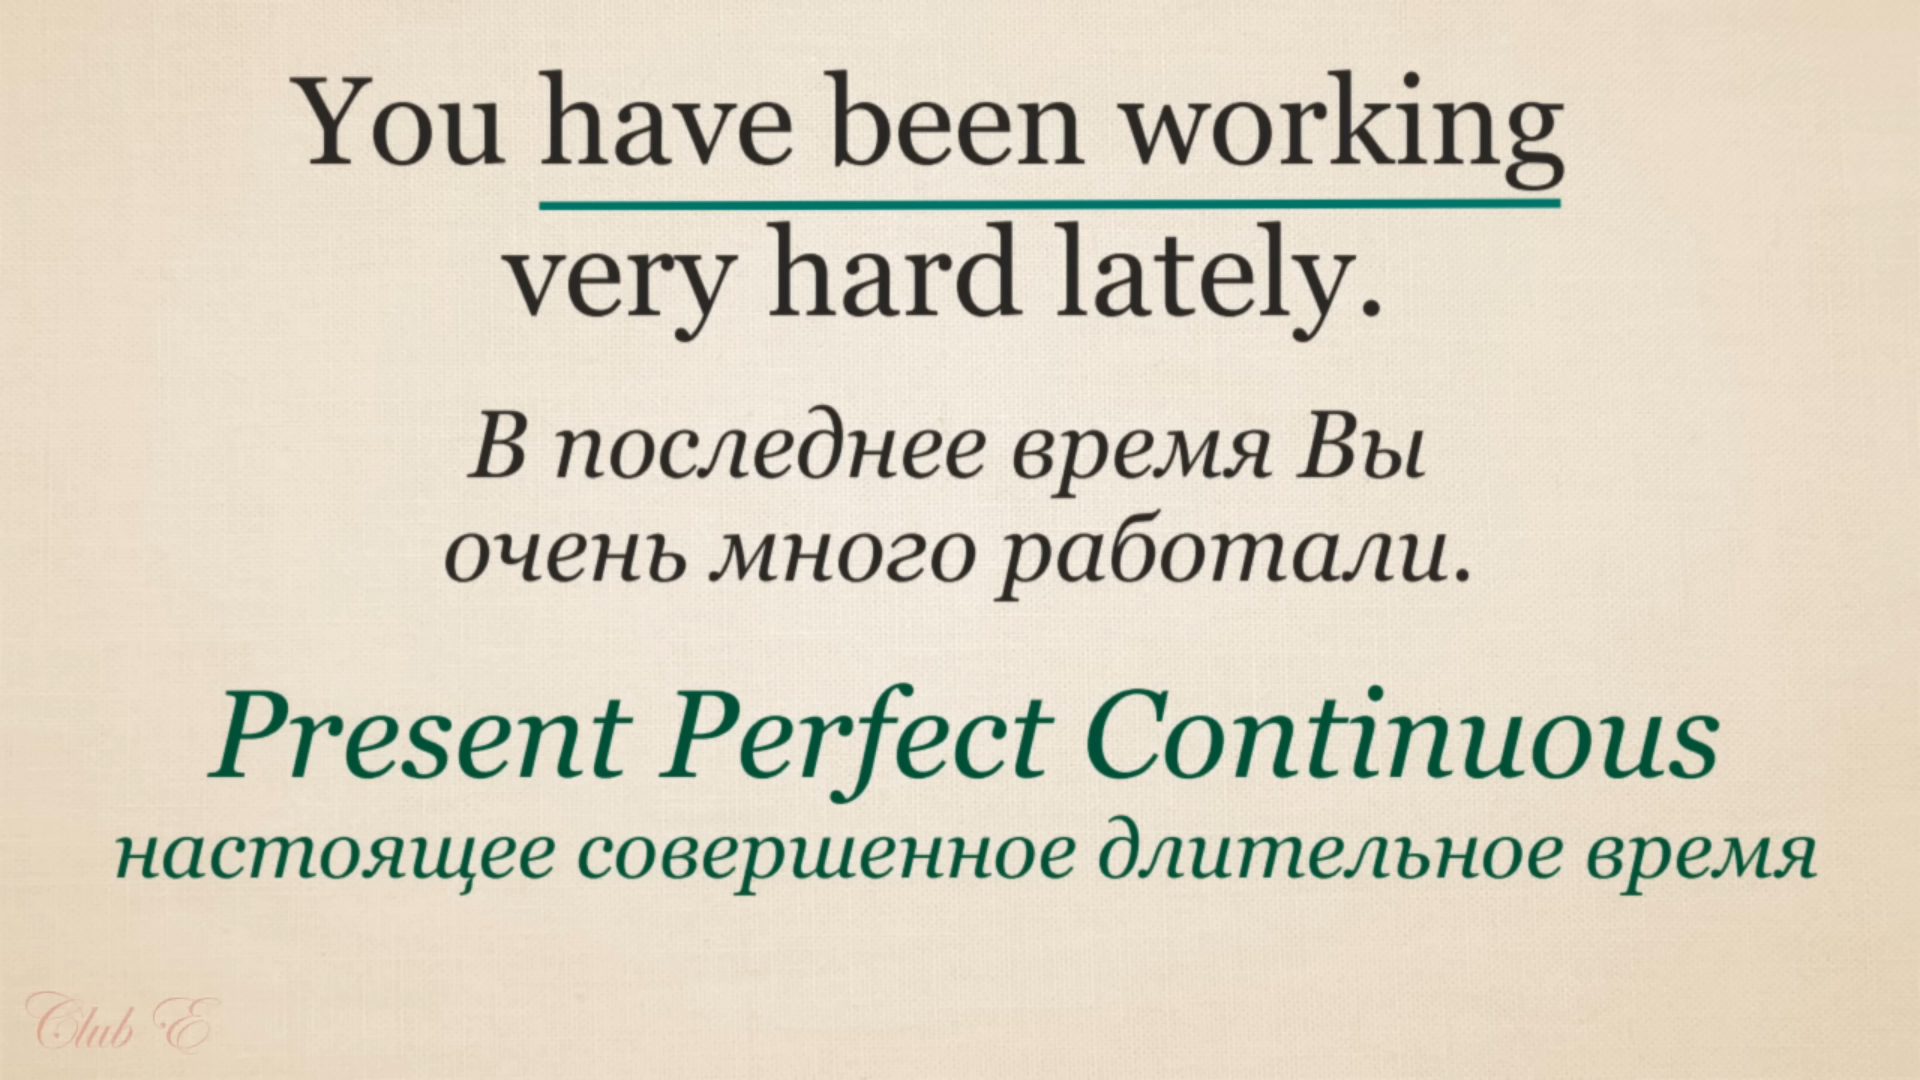 You have been working
very hard lately.
В последнее время Вы
очень много работали.
Present Perfect Continuous
настоящее совершенное длительное время
Club E